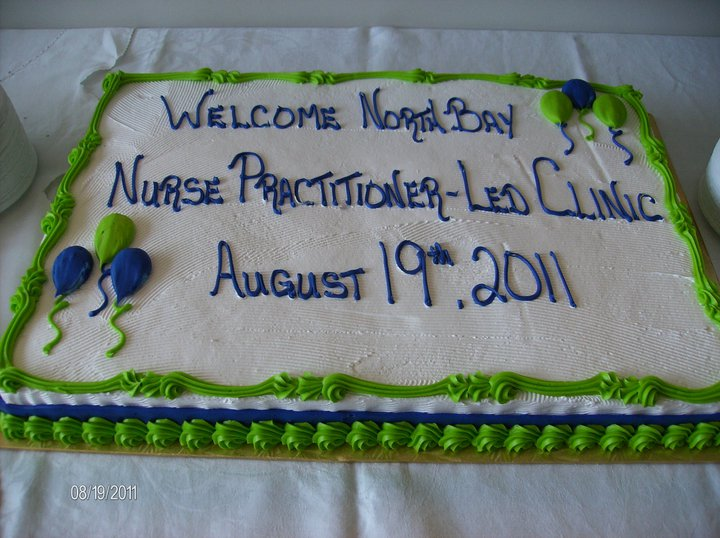 Welcome North Bay
Nurse Practitioner-Led Clinic
August 19th, 2011
08/19/2011